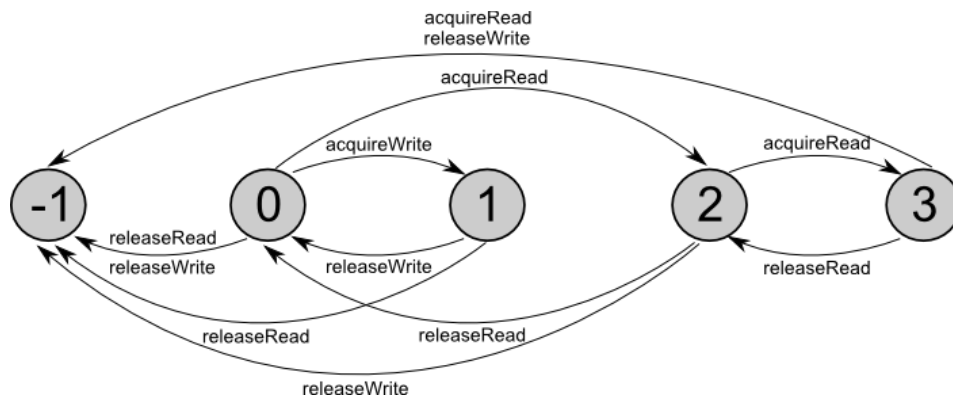 acquireRead
releaseWrite
acquireRead
acquireWrite
acquireRead
-1
0
1
2
3
releaseRead
releaseWrite
releaseWrite
releaseRead
releaseRead
releaseRead
releaseWrite